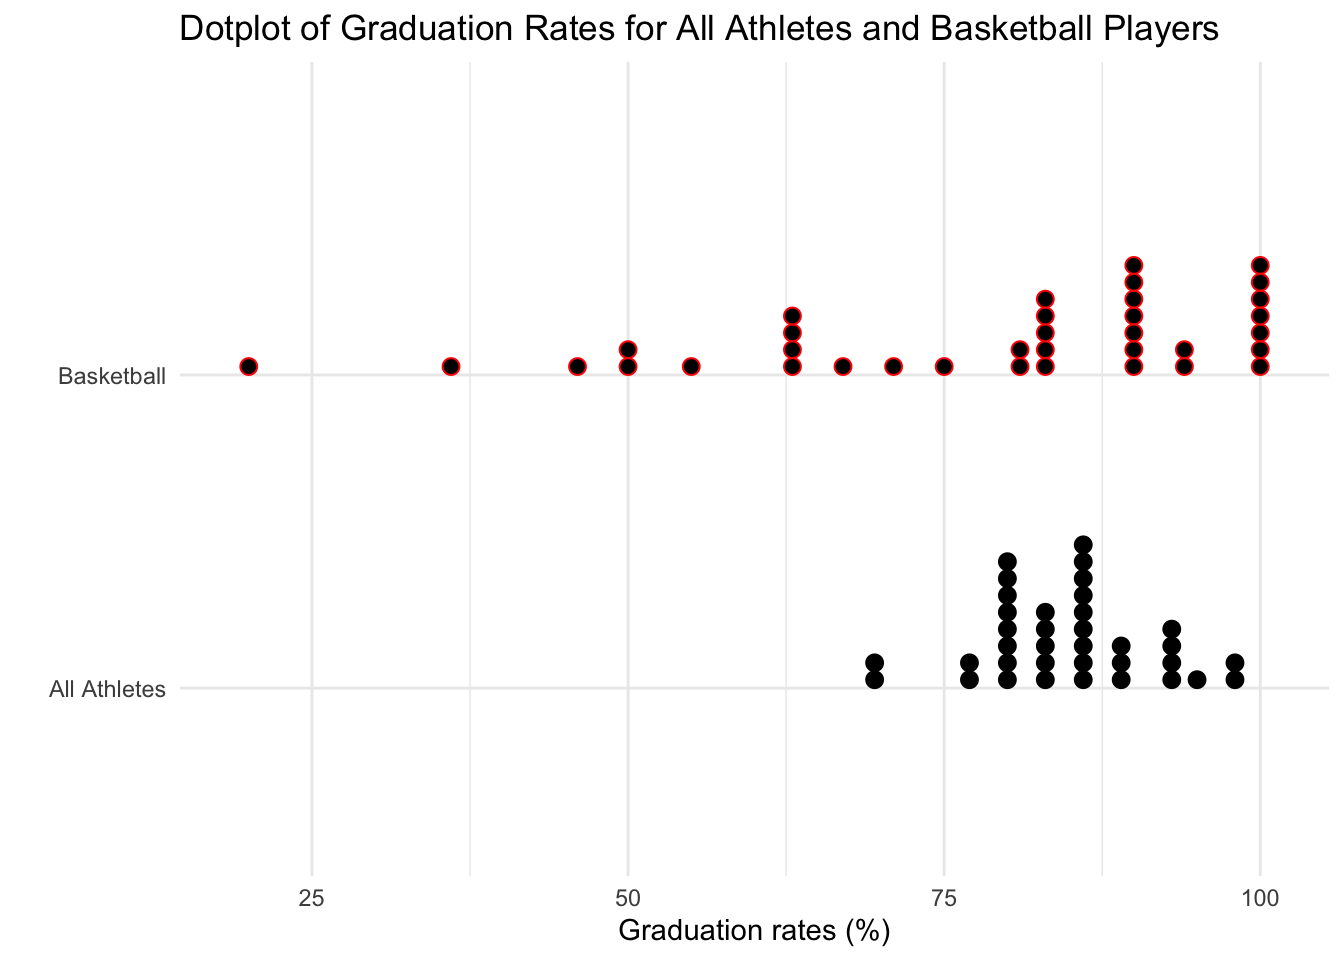 Dotplot of Graduation Rates for All Athletes and Basketball Players
Basketball
All Athletes
25 50 75 100
Graduation rates (%)